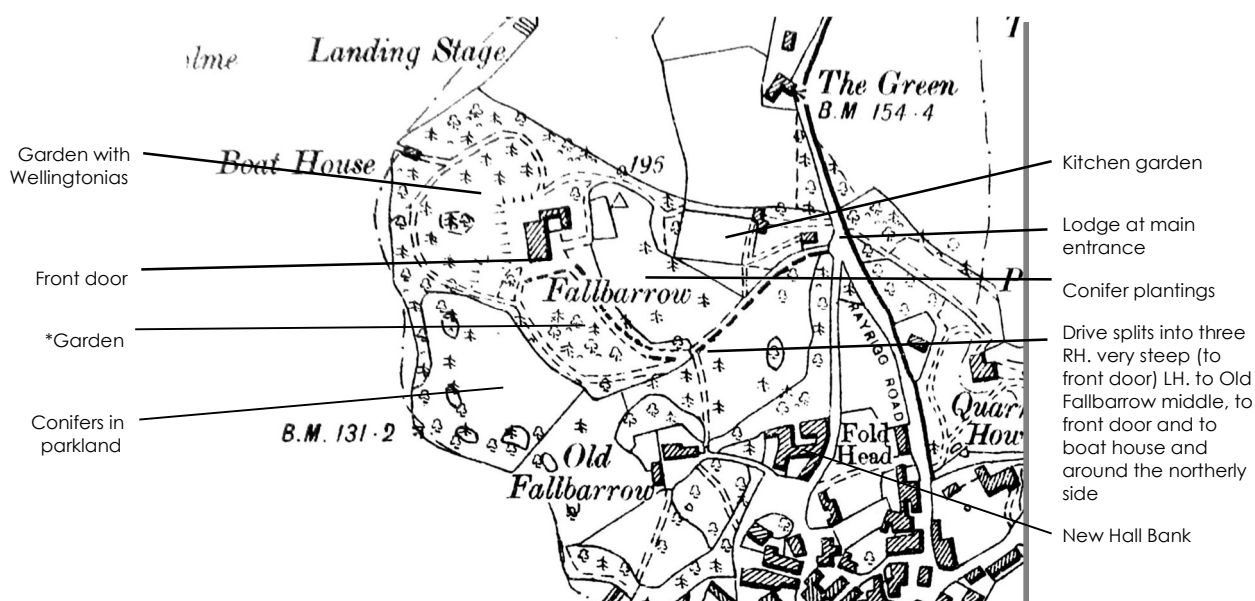 Landing Stage
The Green
B.M 154·4
Boat House
196
Garden with
Wellingtonias
Kitchen garden
Lodge at main
entrance
Front door
Conifer plantings
Fallbarrow
*Garden
RAYRIGG ROAD
Drive splits into three
RH. very steep (to
front door) LH. to Old
Fallbarrow middle, to
front door and to
boat house and
around the northerly
side
Conifers in
parkland
B.M. 131·2
Old
Fallbarrow
Fold
Head
How
New Hall Bank